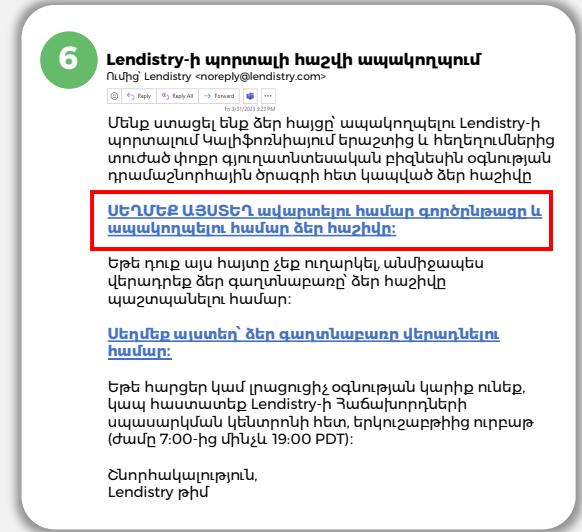 6
Lendistry-ի պորտալի հաշվի ապակողպում
Ումից՝ Lendistry <noreply@lendistry.com>
Reply Reply All Forward
Fri 3/31/2023 3:23 PM
Մենք ստացել ենք ձեր հայցը՝ ապակողպելու Lendistry-ի
պորտալում Կալիֆոռնիայում երաշտից և հեղեղումներից
տուժած փոքր գյուղատնտեսական բիզնեսին օգնության
դրամաշնորհային ծրագրի հետ կապված ձեր հաշիվը
ՍԵՂՄԵՔ ԱՅՍՏԵՂ ավարտելու համար գործընթացը և
ապակողպելու համար ձեր հաշիվը:
Եթե դուք այս հայտը չեք ուղարկել, անմիջապես
վերադրեք ձեր գաղտնաբառը՝ ձեր հաշիվը
պաշտպանելու համար:
Սեղմեք այստեղ՝ ձեր գաղտնաբառը վերադնելու
համար:
Եթե հարցեր կամ լրացուցիչ օգնության կարիք ունեք,
կապ հաստատեք Lendistry-ի Հաճախորդների
սպասարկման կենտրոնի հետ, երկուշաբթիից ուրբաթ
(ժամը 7:00-ից մինչև 19:00 PDT):
Շնորհակալություն,
Lendistry թիմ